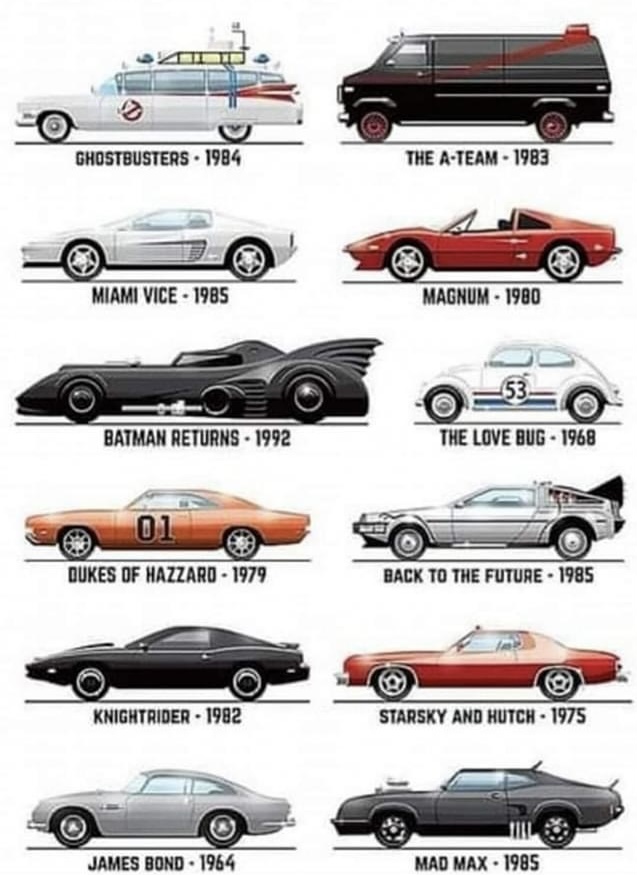 GHOSTBUSTERS - 1984
THE A-TEAM - 1983
MIAMI VICE - 1985
MAGNUM - 1980
BATMAN RETURNS - 1992
53
THE LOVE BUG - 1968
01
DUKES OF HAZZARD - 1979
BACK TO THE FUTURE - 1985
KNIGHTRIDER - 1982
STARSKY AND HUTCH - 1975
JAMES BOND - 1964
MAD MAX - 1985